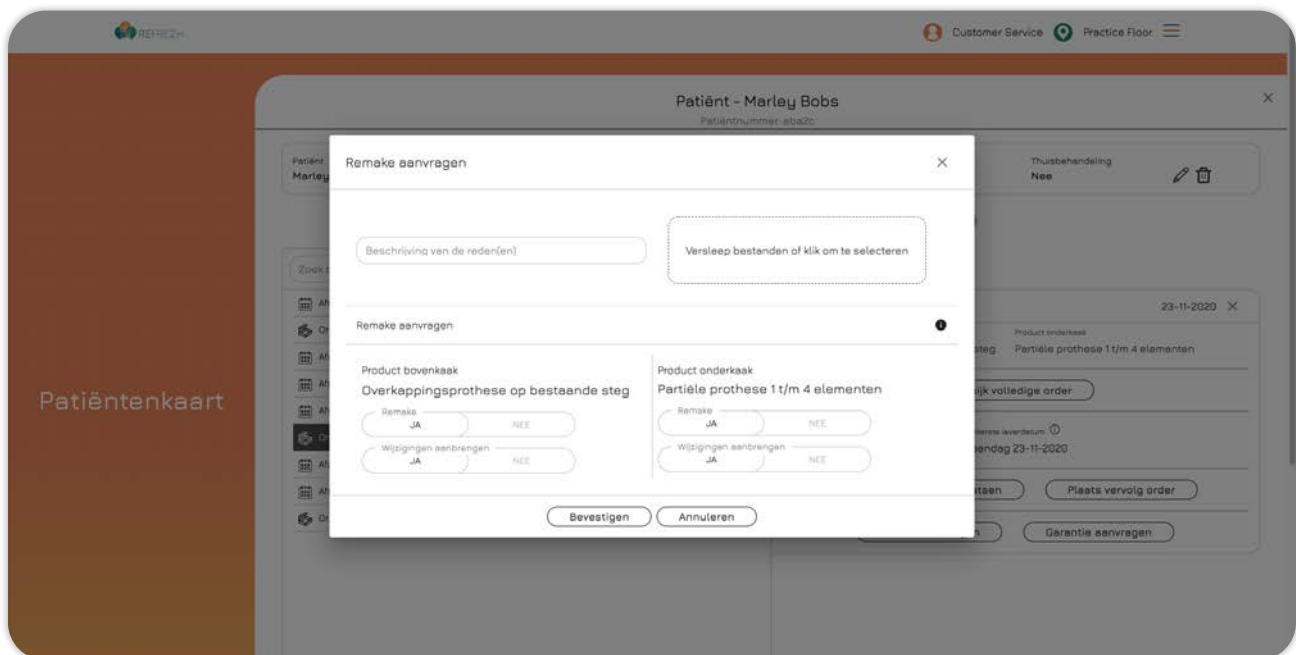 REFREZH
Customer Service
Practice Floor
Patiënt - Marley Bobs
Patiëntnummer eba2c
Patiënt
Marley
Thuisbehandeling
Nee
Remake aanvragen
Beschrijving van de reden(en)
Versleep bestanden of klik om te selecteren
Remake aanvragen
Product bovenkaak
Overkappingsprothese op bestaande steg
Remake
JA NEE
Wijzigingen aanbrengen
JA NEE
Product onderkaak
Partiële prothese 1 t/m 4 elementen
Remake
JA NEE
Wijzigingen aanbrengen
JA NEE
Bevestigen
Annuleren
Patiëntenkaart
Zoek
23-11-2020
Product onderkaak
steg Partiële prothese 1 t/m 4 elementen
volledige order
leverdatum
23-11-2020
Plaats vervolg order
Garantie aanvragen